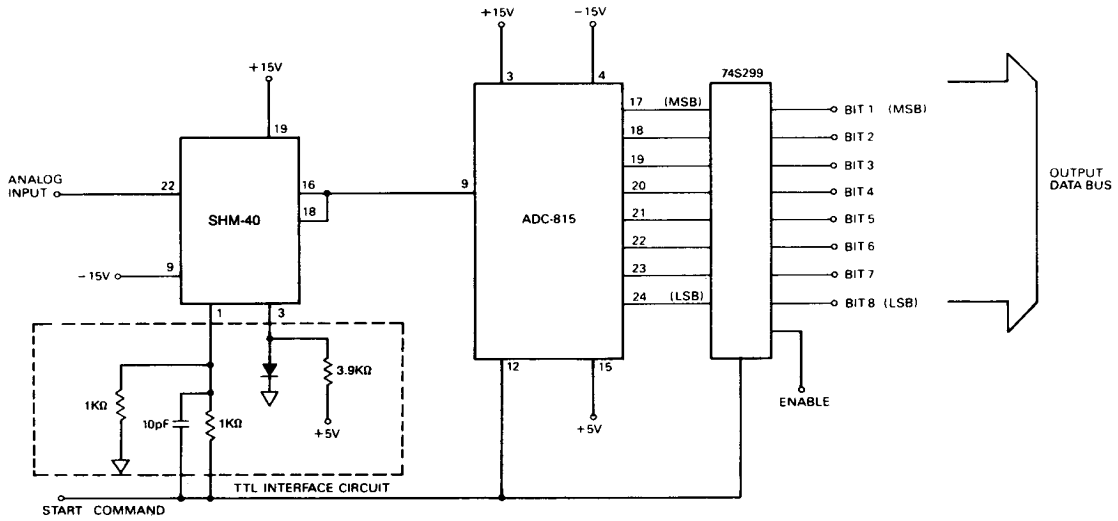 +15V
-15V
3
4
74S299
+15V
19
17
(MSB)
BIT 1 (MSB)
18
BIT 2
ANALOG
INPUT
22
16
9
19
BIT 3
18
20
BIT 4
SHM-40
ADC-815
21
BIT 5
OUTPUT
DATA BUS
22
BIT 6
-15V
9
23
BIT 7
24
(LSB)
BIT 8 (LSB)
1
3
12
15
3.9KΩ
ENABLE
1KΩ
10pF
1KΩ
+5V
+5V
TTL INTERFACE CIRCUIT
START COMMAND